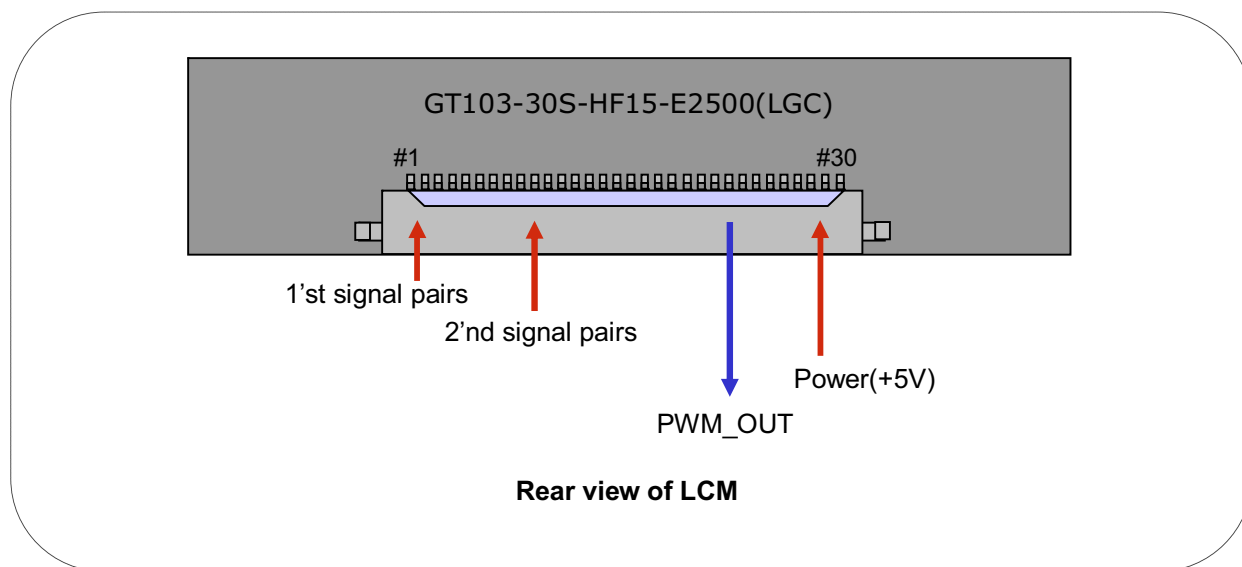 GT103-30S-HF15-E2500(LGC)
#1 #30
1'st signal pairs
2'nd signal pairs
Power(+5V)
PWM_OUT
Rear view of LCM